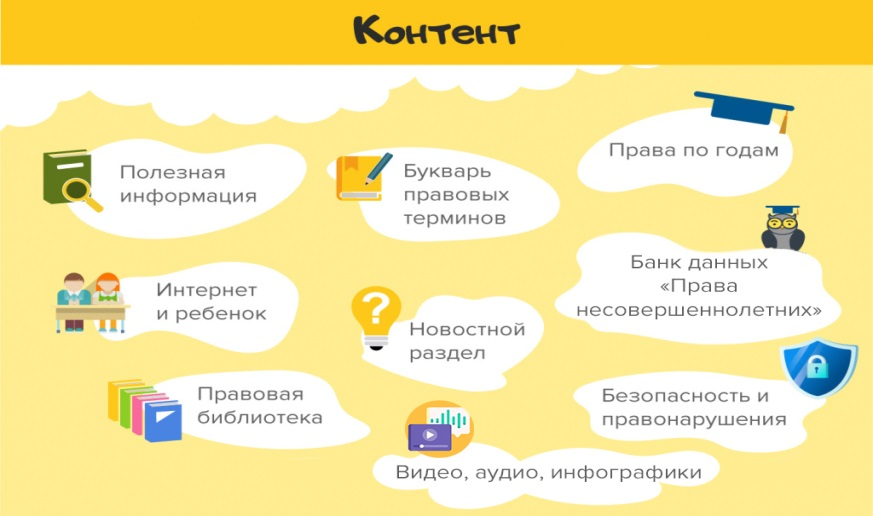 Контент
Полезная
информация
Букварь
правовых
терминов
Права по годам
Интернет
и ребенок
Новостной
раздел
Банк данных
«Права
несовершеннолетних»
Правовая
библиотека
Безопасность и
правонарушения
Видео, аудио, инфографики